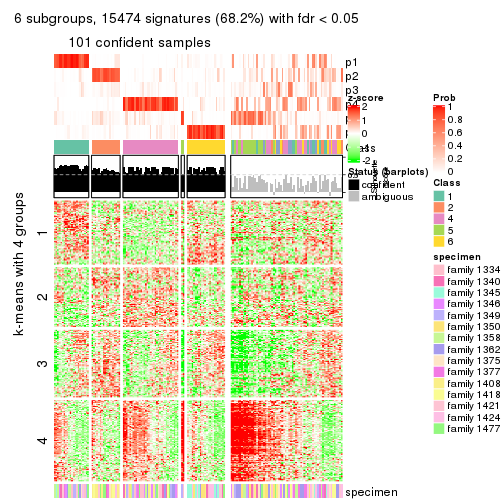 6 subgroups, 15474 signatures (68.2%) with fdr < 0.05
101 confident samples
p1
p2
p3
p4
k-means with 4 groups
1
2
3
4
specimen
z-score
2
1
0
-1
-2
Status (barplots)
confident
ambiguous
Prob
1
0.8
0.6
0.4
0.2
0
Class
1
2
4
5
6
specimen
family 1334
family 1340
family 1345
family 1346
family 1349
family 1350
family 1358
family 1362
family 1375
family 1377
family 1408
family 1418
family 1421
family 1424
family 1477